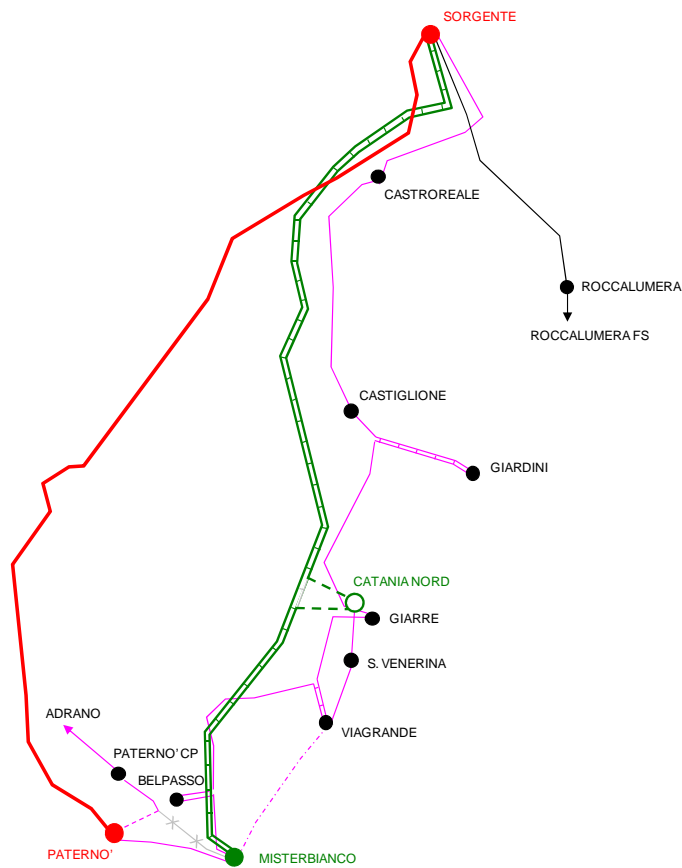 SORGENTE
CASTROREALE
ROCCALUMERA
ROCCALUMERA FS
CASTIGLIONE
GIARDINI
CATANIA NORD
GIARRE
S. VENERINA
ADRANO
VIAGRANDE
PATERNO' CP
BELPASSO
PATERNO'
MISTERBIANCO